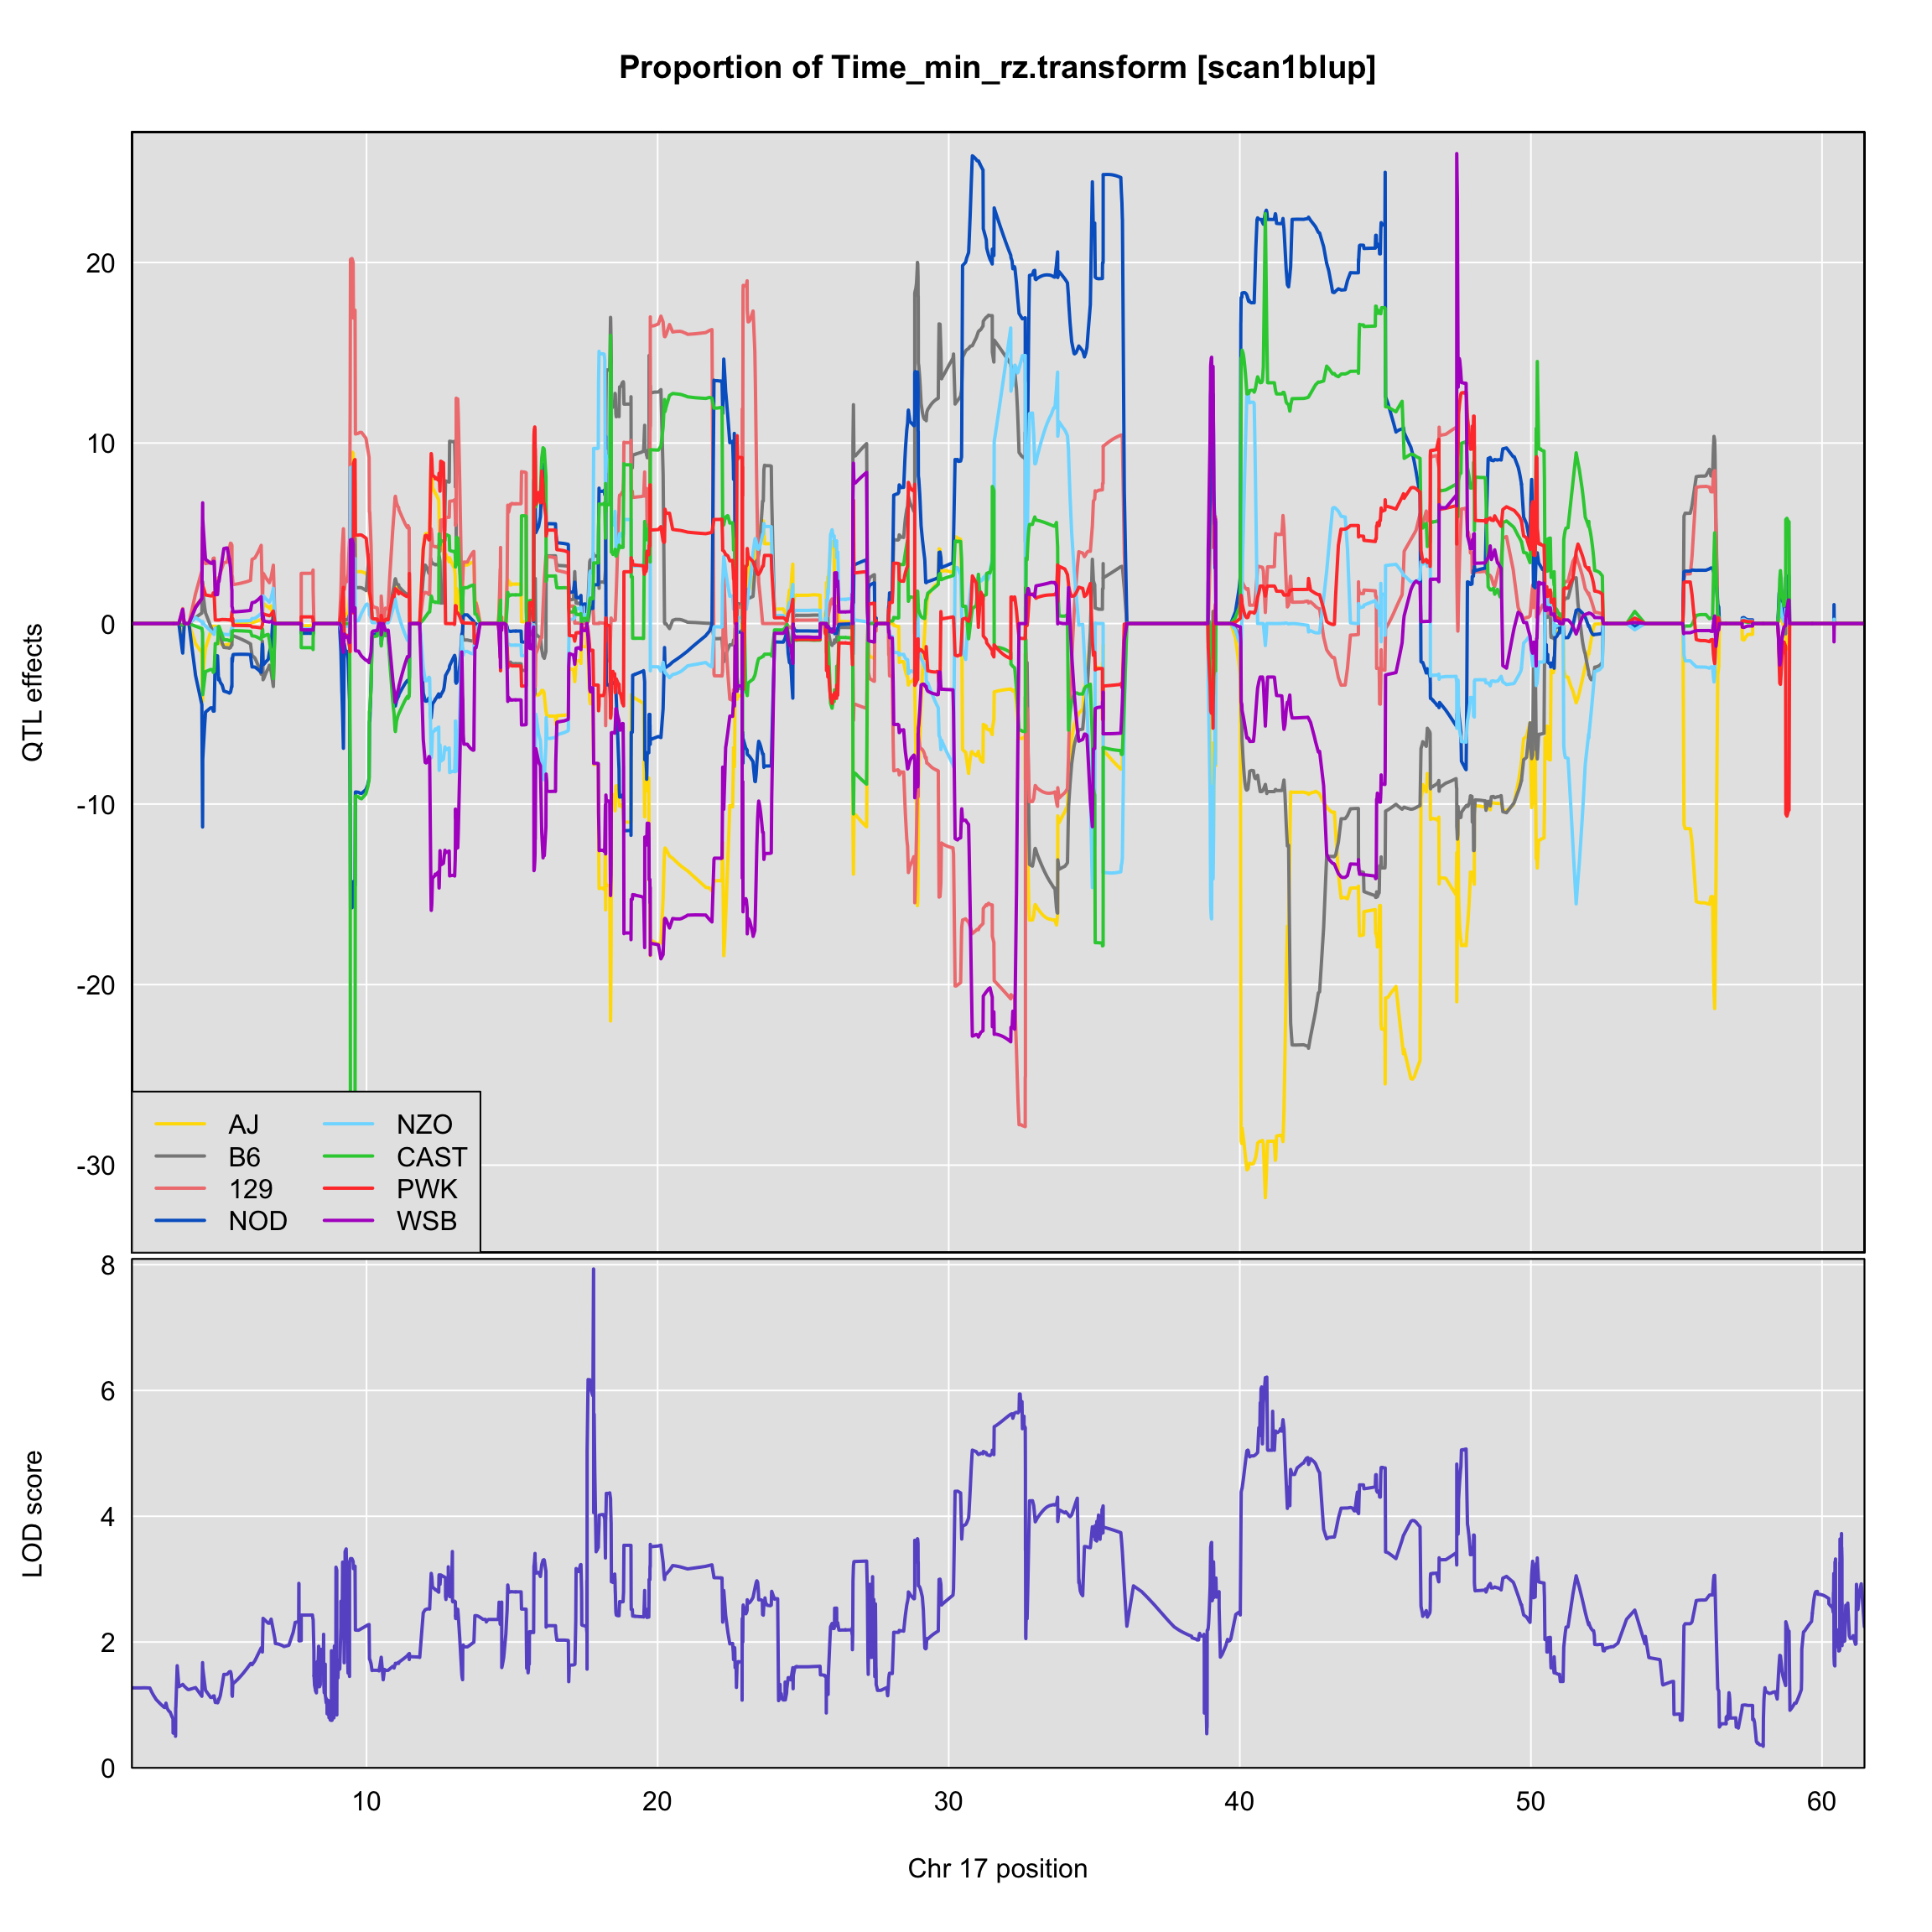 Proportion of Time_min_rz.transform [scan1blup]
QTL effects
20
10
0
-10
-20
-30
AJ NZO
B6 CAST
129 PWK
NOD WSB
LOD score
8
6
4
2
0
10 20 30 40 50 60
Chr 17 position